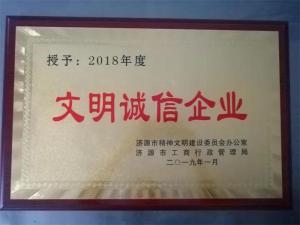 授予：2018年度
文明诚信企业
济源市精神文明建设委员会办公室
济源市工商行政管理局
二〇一九年一月